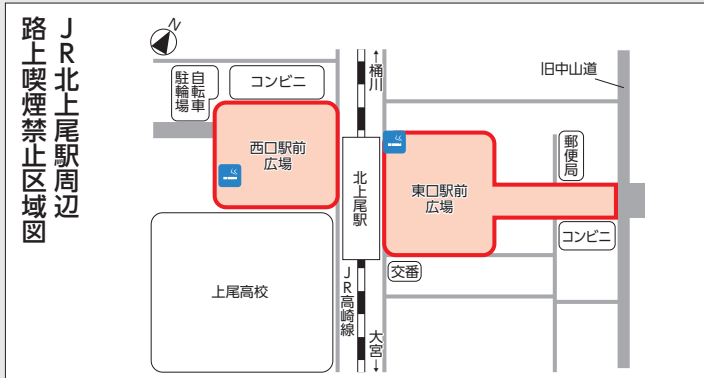 JR北上尾駅周辺
路上喫煙禁止区域図
N
自転車
駐輪場
コンビニ
←桶川
旧中山道
西口駅前
広場
北上尾駅
東口駅前
広場
郵便局
コンビニ
交番
上尾高校
JR高崎線
大宮→